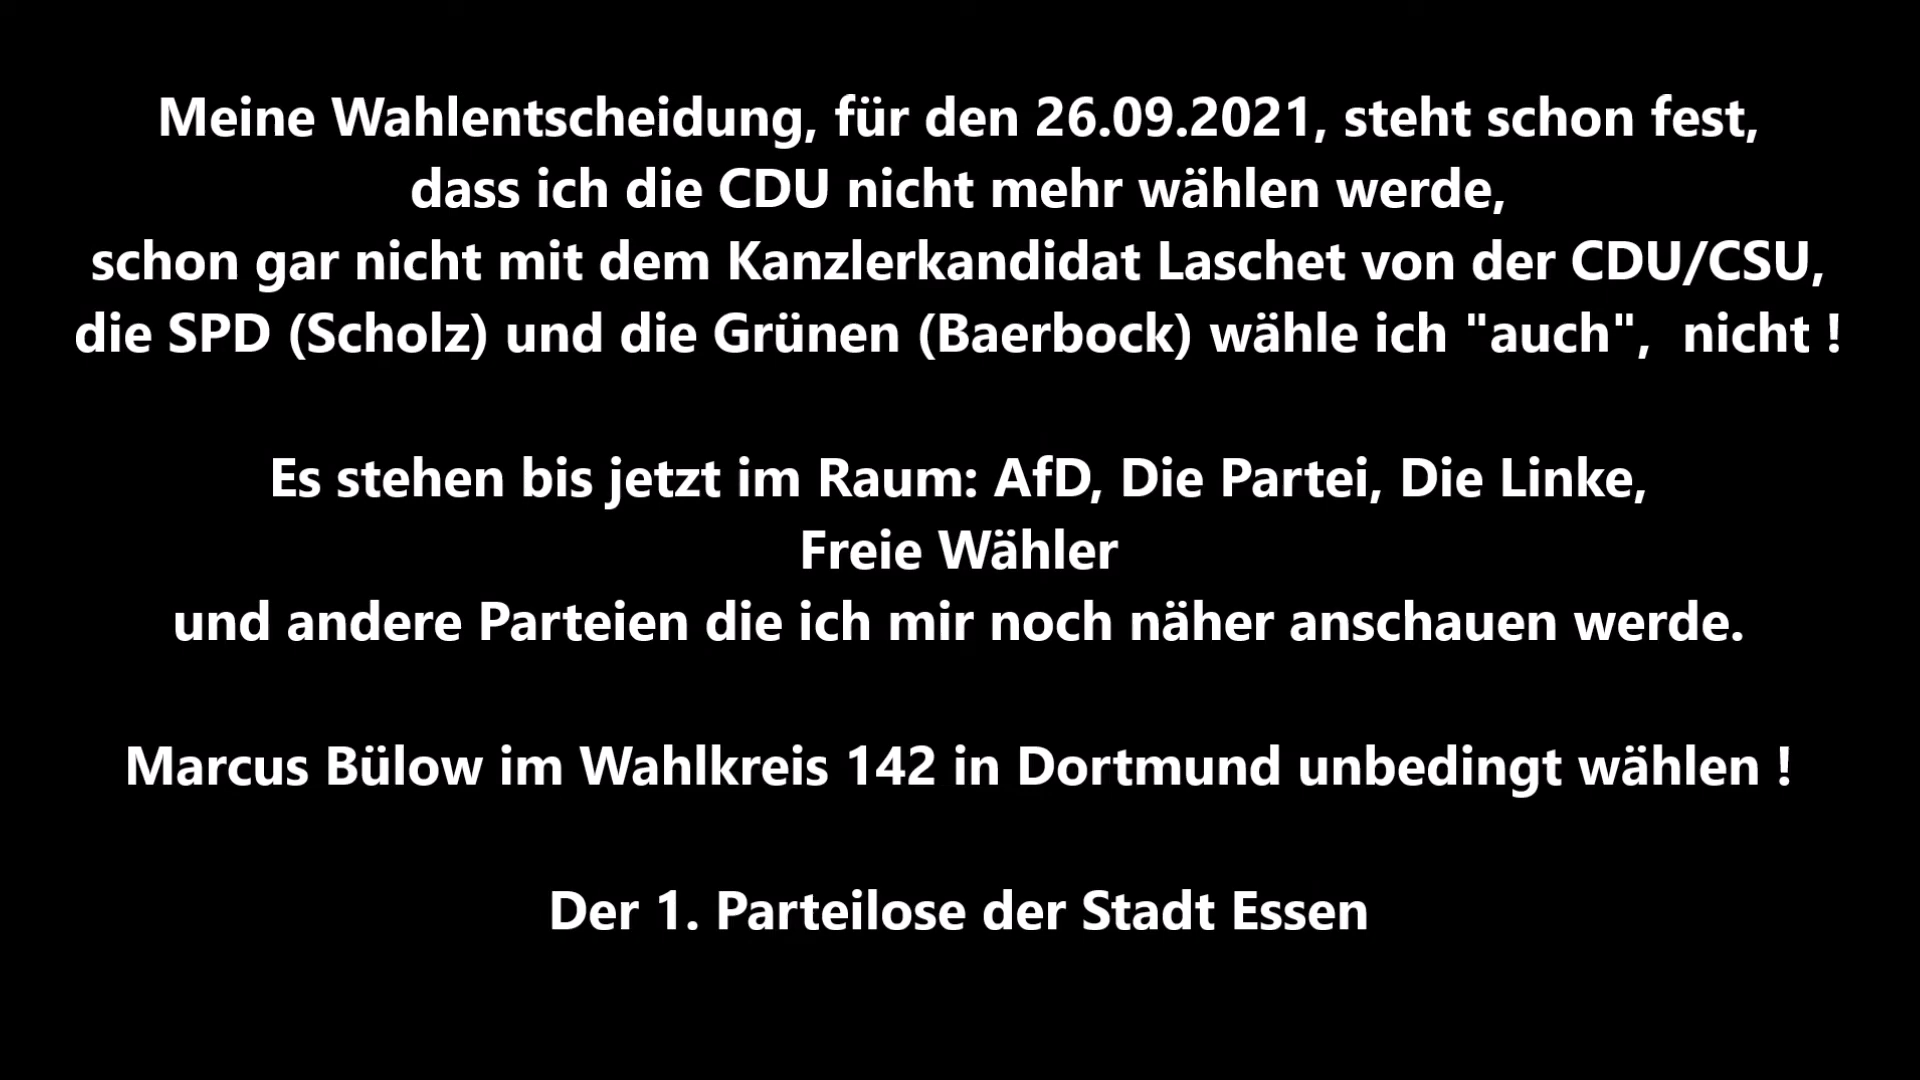 Meine Wahlentscheidung, für den 26.09.2021, steht schon fest,
dass ich die CDU nicht mehr wählen werde,
schon gar nicht mit dem Kanzlerkandidat Laschet von der CDU/CSU,
die SPD (Scholz) und die Grünen (Baerbock) wähle ich "auch",  nicht !
Es stehen bis jetzt im Raum: AfD, Die Partei, Die Linke,
Freie Wähler
und andere Parteien die ich mir noch näher anschauen werde.
Marcus Bülow im Wahlkreis 142 in Dortmund unbedingt wählen !
Der 1. Parteilose der Stadt Essen